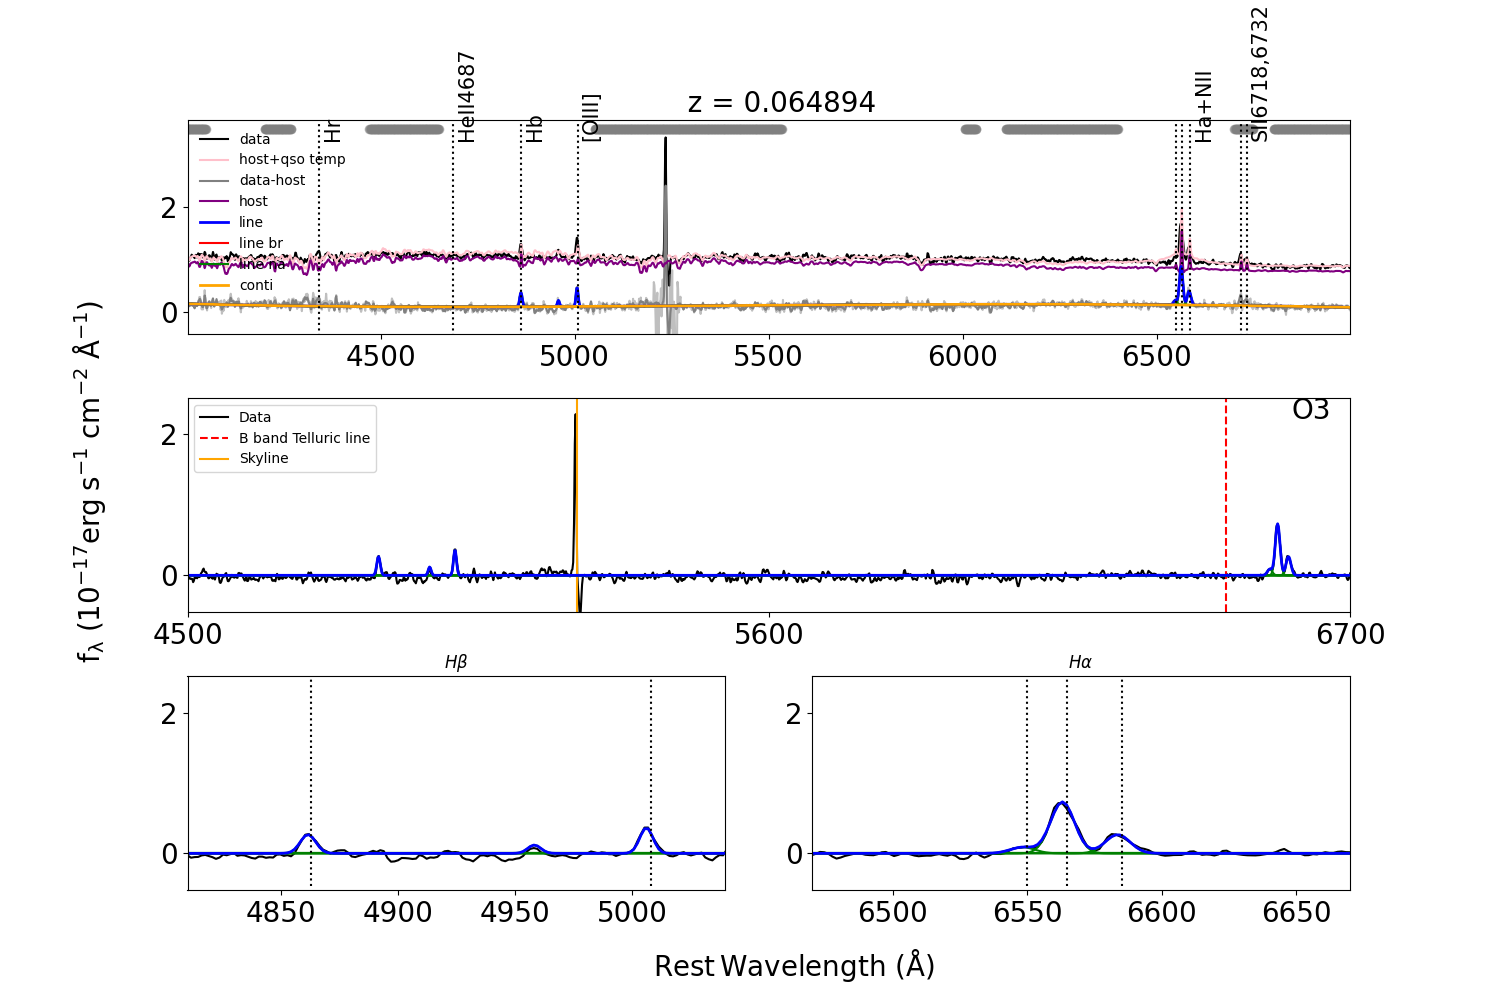 z = 0.064894
Hr
HeII4687
Hb
[OIII]
Ha+NII
SII6718,6732
data
host+qso temp
data-host
host
line
line br
line na
conti
2
0
4500 5000 5500 6000 6500
O3
Data
B band Telluric line
Skyline
2
0
4500 5600 6700
f_λ (10⁻¹⁷erg s⁻¹ cm⁻² Å⁻¹)
Hβ
2
0
4850 4900 4950 5000
Hα
2
0
6500 6550 6600 6650
Rest Wavelength (Å)